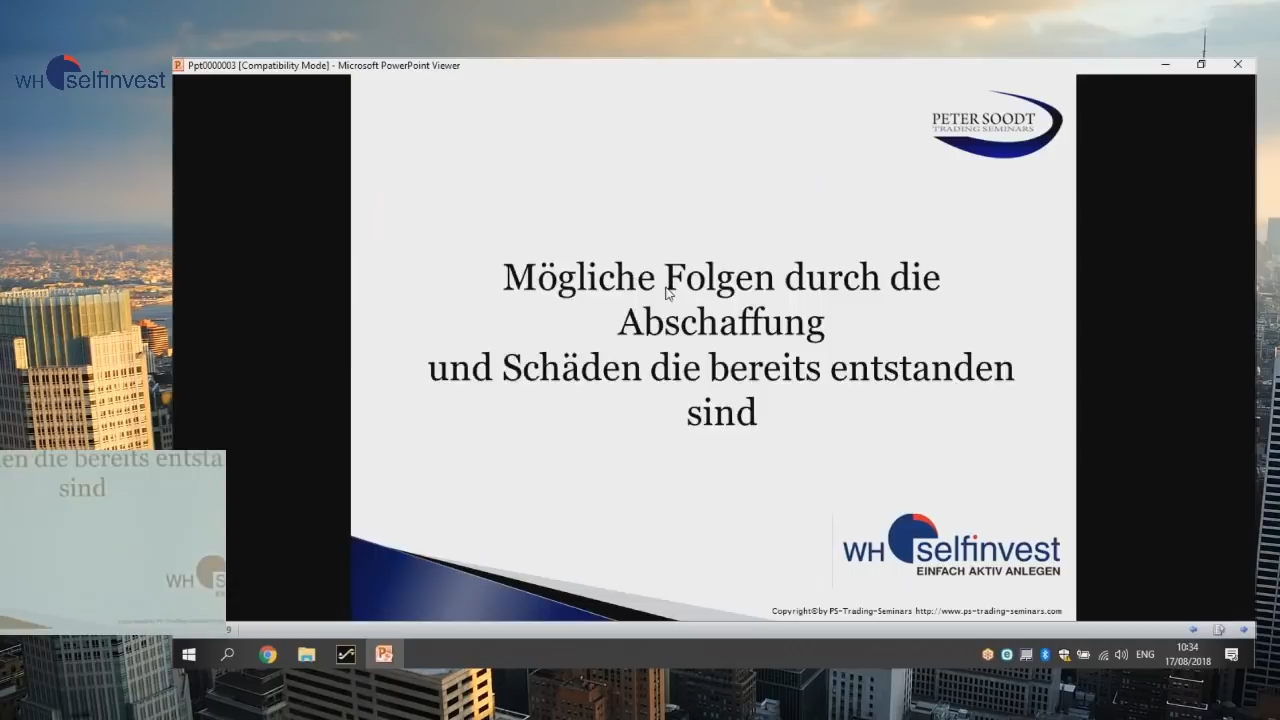 WH selfinvest
Ppt0000003 [Compatibility Mode] - Microsoft PowerPoint Viewer
PETER SOODT
TRADING SEMINARS
Mögliche Folgen durch die
Abschaffung
und Schäden die bereits entstanden
sind
en die bereits entsta
sind
WH S
WH selfinvest
EINFACH AKTIV ANLEGEN
Copyright©by PS-Trading-Seminars http://www.ps-trading-seminars.com
9
ENG
10:34
17/08/2018